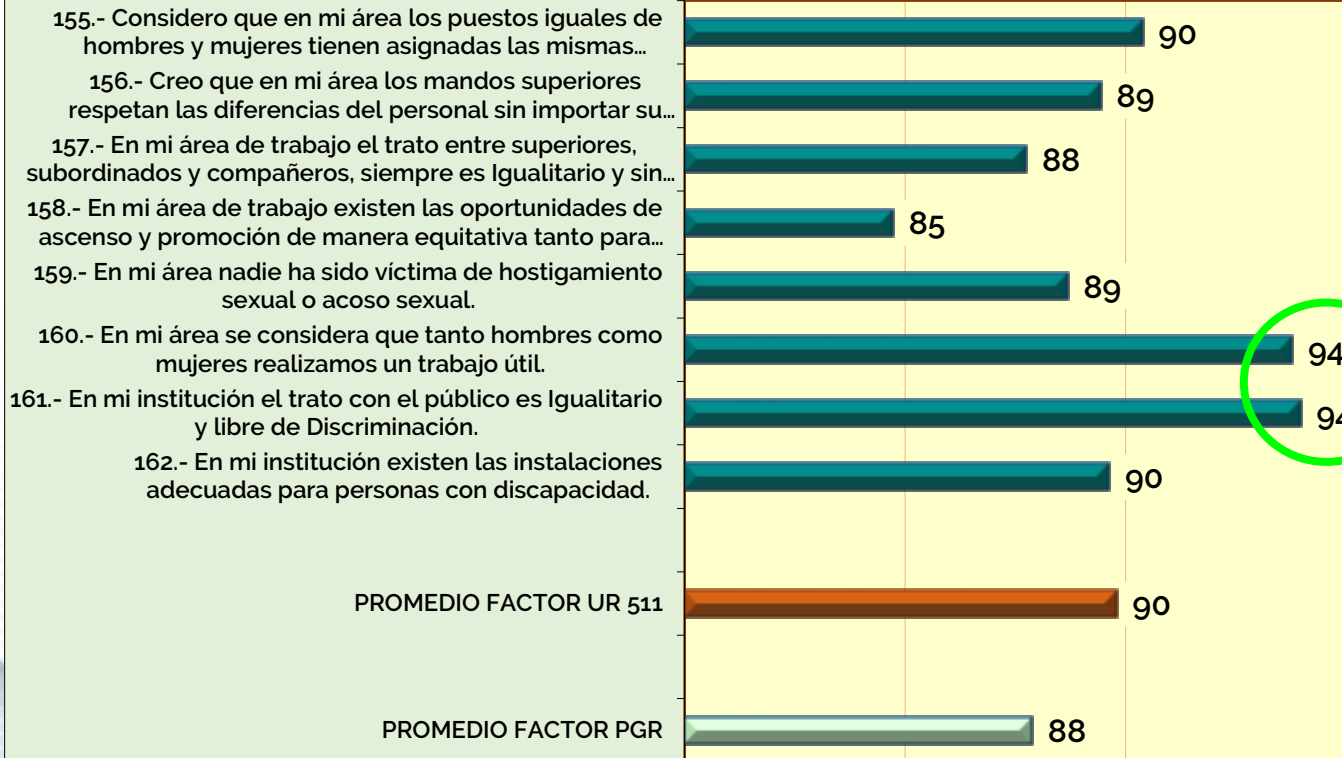 155.- Considero que en mi área los puestos iguales de
hombres y mujeres tienen asignadas las mismas…
90
156.- Creo que en mi área los mandos superiores
respetan las diferencias del personal sin importar su…
89
157.- En mi área de trabajo el trato entre superiores,
subordinados y compañeros, siempre es Igualitario y sin…
88
158.- En mi área de trabajo existen las oportunidades de
ascenso y promoción de manera equitativa tanto para…
85
159.- En mi área nadie ha sido víctima de hostigamiento
sexual o acoso sexual.
89
160.- En mi área se considera que tanto hombres como
mujeres realizamos un trabajo útil.
94
161.- En mi institución el trato con el público es Igualitario
y libre de Discriminación.
94
162.- En mi institución existen las instalaciones
adecuadas para personas con discapacidad.
90
PROMEDIO FACTOR UR 511
90
PROMEDIO FACTOR PGR
88